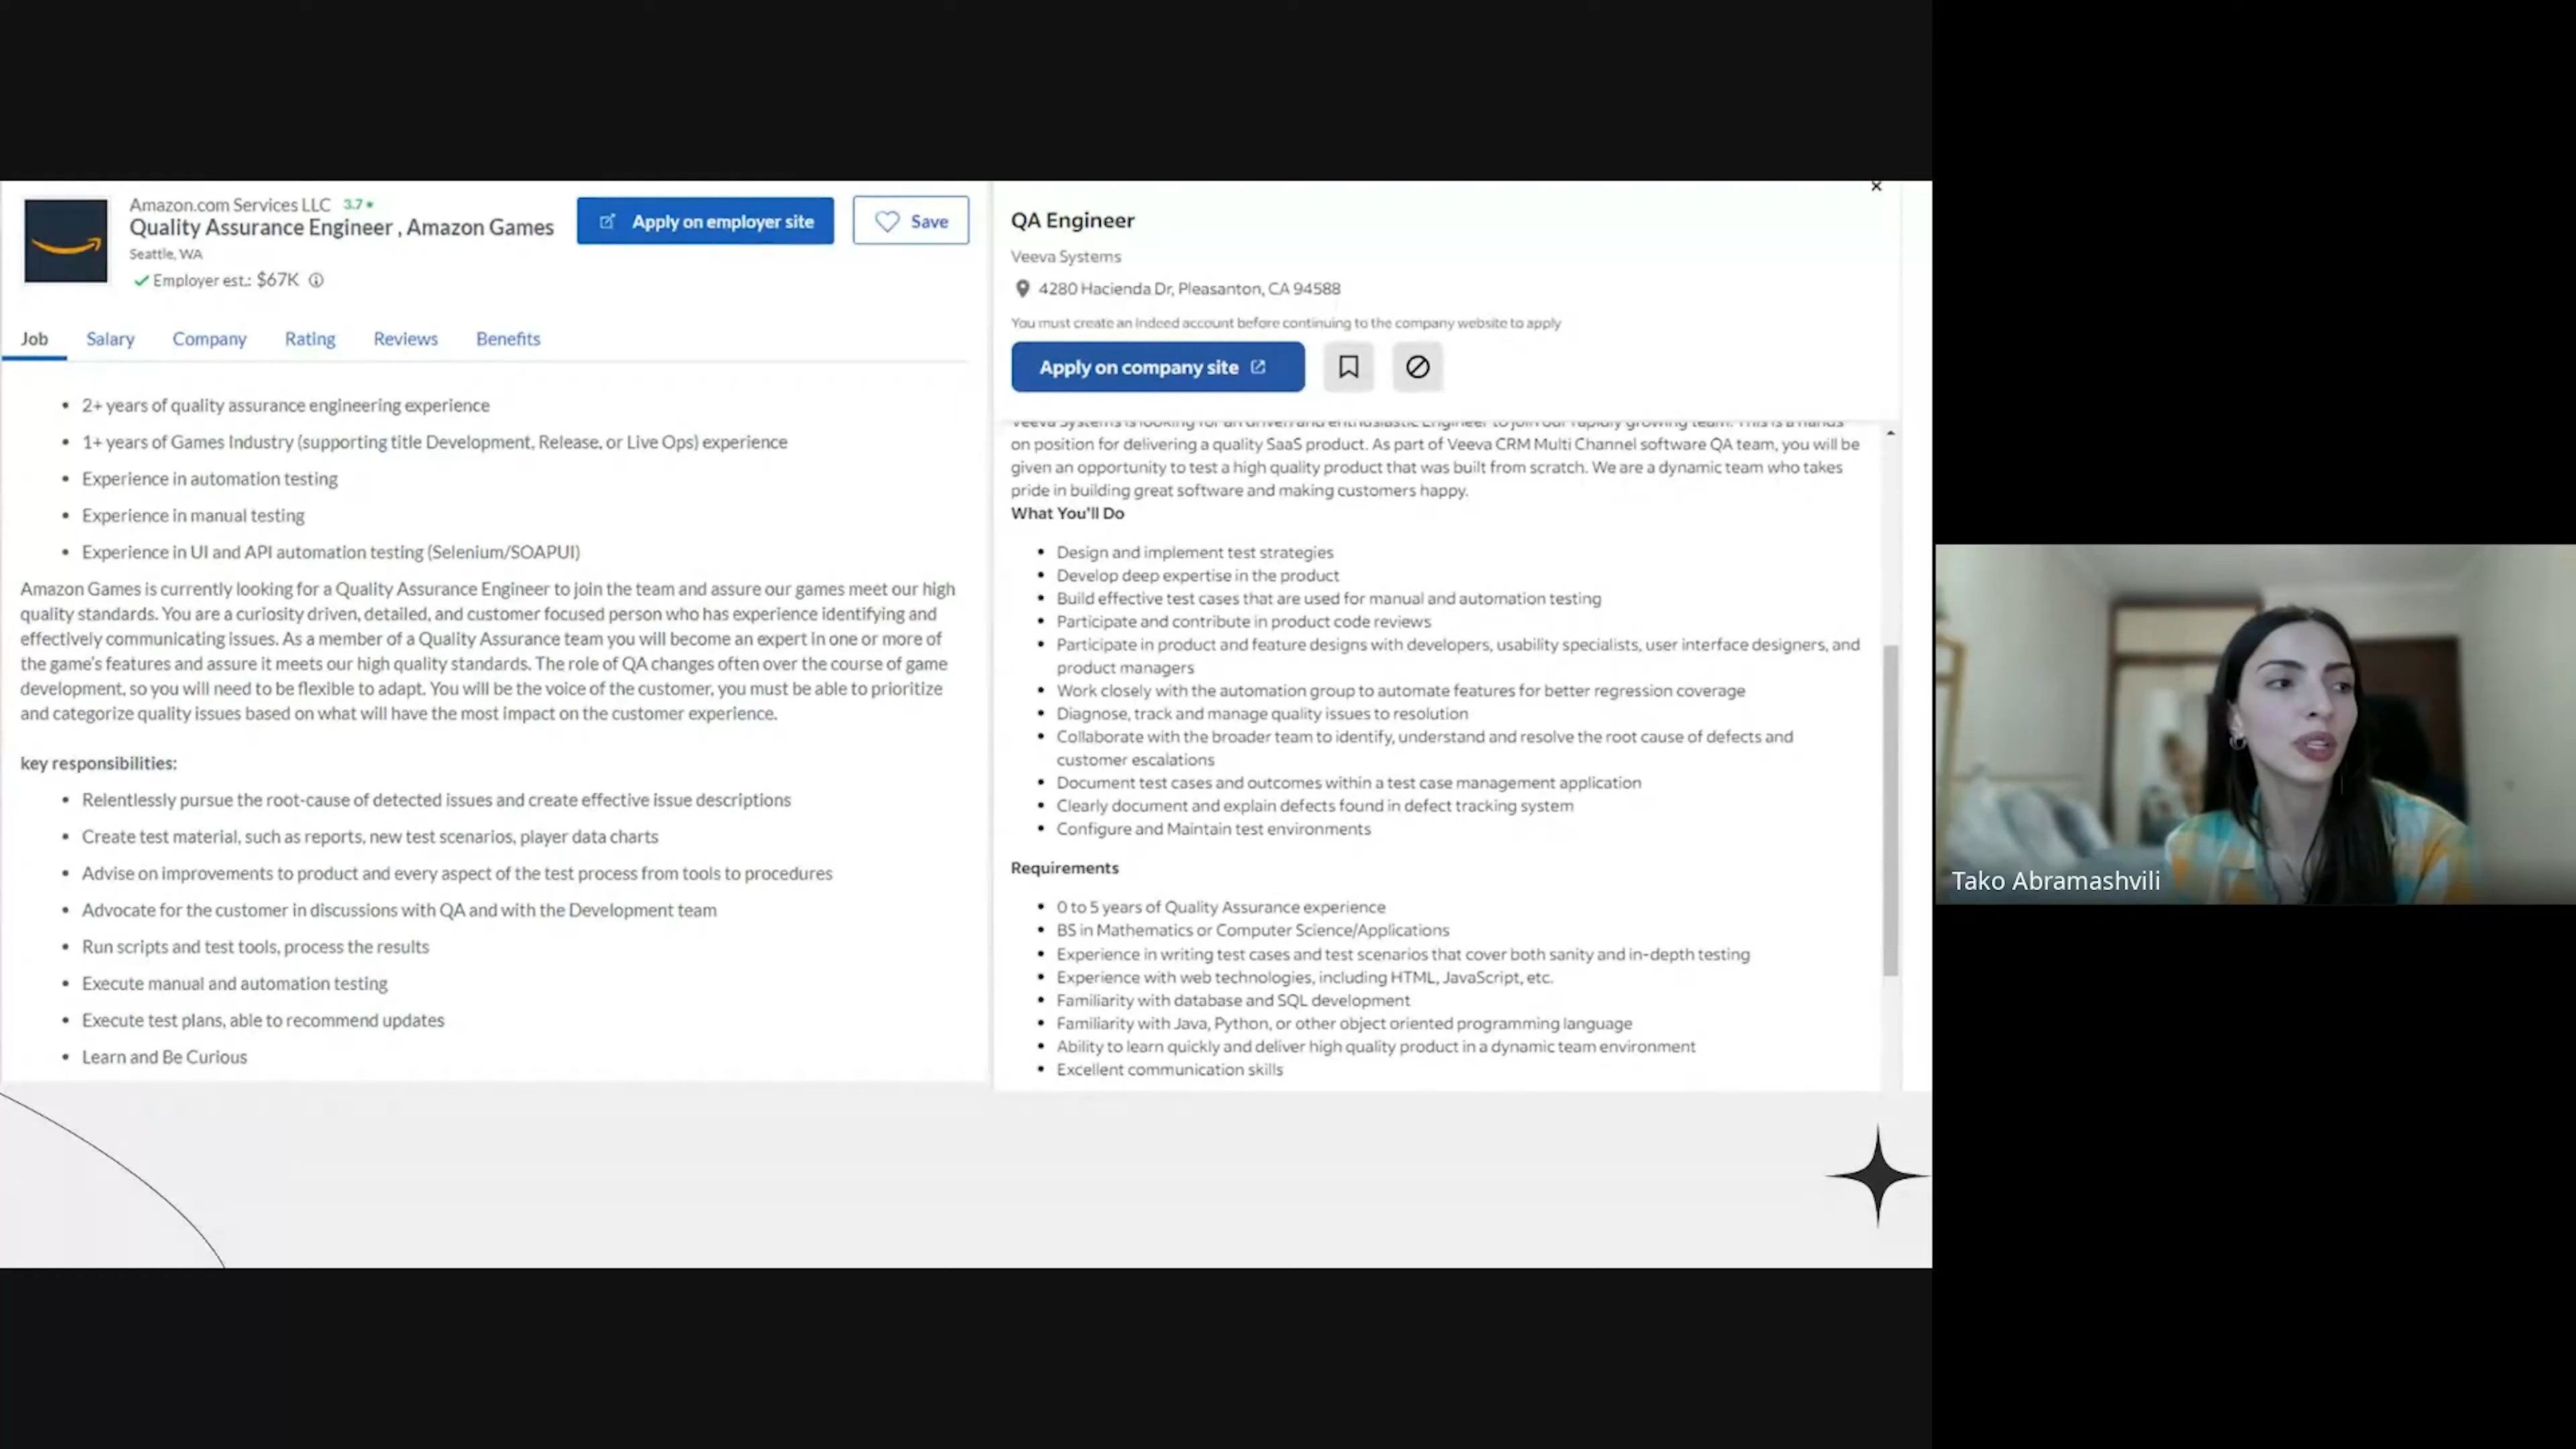 Amazon.com Services LLC 3.7★
Quality Assurance Engineer , Amazon Games
Seattle, WA
Employer est.: $67K
Apply on employer site
Save
Job Salary Company Rating Reviews Benefits
• 2+ years of quality assurance engineering experience
• 1+ years of Games Industry (supporting title Development, Release, or Live Ops) experience
• Experience in automation testing
• Experience in manual testing
• Experience in UI and API automation testing (Selenium/SOAPUI)
Amazon Games is currently looking for a Quality Assurance Engineer to join the team and assure our games meet our high
quality standards. You are a curiosity driven, detailed, and customer focused person who has experience identifying and
effectively communicating issues. As a member of a Quality Assurance team you will become an expert in one or more of
the game's features and assure it meets our high quality standards. The role of QA changes often over the course of game
development, so you will need to be flexible to adapt. You will be the voice of the customer, you must be able to prioritize
and categorize quality issues based on what will have the most impact on the customer experience.
key responsibilities:
• Relentlessly pursue the root-cause of detected issues and create effective issue descriptions
• Create test material, such as reports, new test scenarios, player data charts
• Advise on improvements to product and every aspect of the test process from tools to procedures
• Advocate for the customer in discussions with QA and with the Development team
• Run scripts and test tools, process the results
• Execute manual and automation testing
• Execute test plans, able to recommend updates
• Learn and Be Curious
QA Engineer
Veeva Systems
4280 Hacienda Dr, Pleasanton, CA 94588
You must create an Indeed account before continuing to the company website to apply
Apply on company site
Veeva Systems is looking for an driven and enthusiastic Engineer to join our rapidly growing team. This is a hands
on position for delivering a quality SaaS product. As part of Veeva CRM Multi Channel software QA team, you will be
given an opportunity to test a high quality product that was built from scratch. We are a dynamic team who takes
pride in building great software and making customers happy.
What You'll Do
• Design and implement test strategies
• Develop deep expertise in the product
• Build effective test cases that are used for manual and automation testing
• Participate and contribute in product code reviews
• Participate in product and feature designs with developers, usability specialists, user interface designers, and
product managers
• Work closely with the automation group to automate features for better regression coverage
• Diagnose, track and manage quality issues to resolution
• Collaborate with the broader team to identify, understand and resolve the root cause of defects and
customer escalations
• Document test cases and outcomes within a test case management application
• Clearly document and explain defects found in defect tracking system
• Configure and Maintain test environments
Requirements
• 0 to 5 years of Quality Assurance experience
• BS in Mathematics or Computer Science/Applications
• Experience in writing test cases and test scenarios that cover both sanity and in-depth testing
• Experience with web technologies, including HTML, JavaScript, etc.
• Familiarity with database and SQL development
• Familiarity with Java, Python, or other object oriented programming language
• Ability to learn quickly and deliver high quality product in a dynamic team environment
• Excellent communication skills
Tako Abramashvili